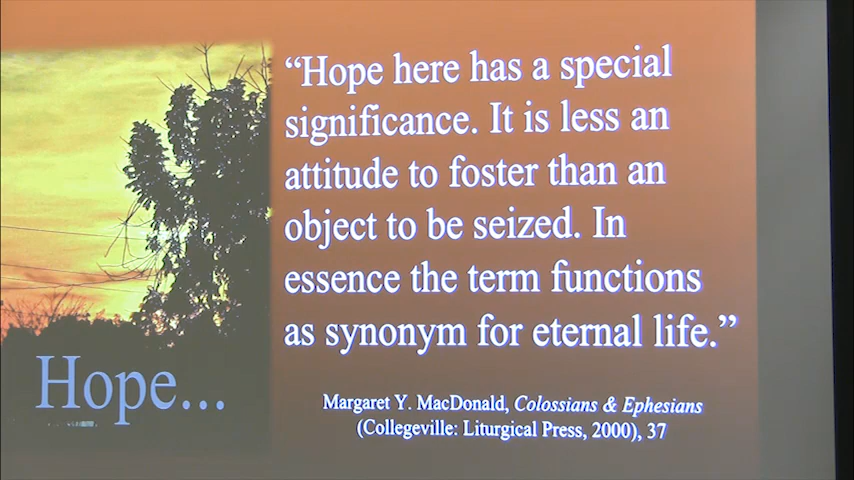 “Hope here has a special
significance. It is less an
attitude to foster than an
object to be seized. In
essence the term functions
as synonym for eternal life.”
Hope...
Margaret Y. MacDonald, Colossians & Ephesians
(Collegeville: Liturgical Press, 2000), 37